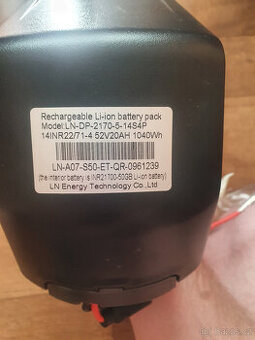 Rechargeable Li-ion battery pack
Model:LN-DP-2170-5-14S4P
14INR22/71-4 52V20AH 1040Wh
LN-A07-S50-ET-QR-0961239
(the interior battery is INR21700-50GB Li-ion battery)
LN Energy Technology Co.,Ltd